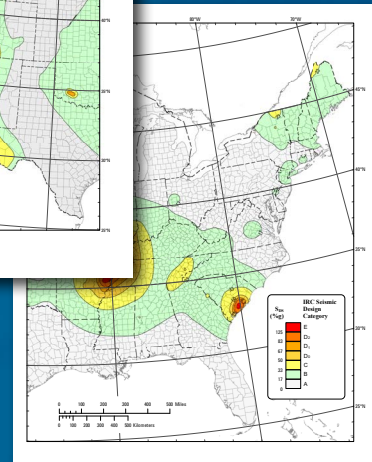 40°N
35°N
30°N
25°N
80°W
70°W
45°N
40°N
35°N
30°N
25°N
S_DS
(%g)
IRC Seismic
Design
Category
E
D₂
D₁
D₀
C
B
A
125
83
67
50
33
17
0
0 100 200 300 400 500 Miles
0 100 200 300 400 500 Kilometers